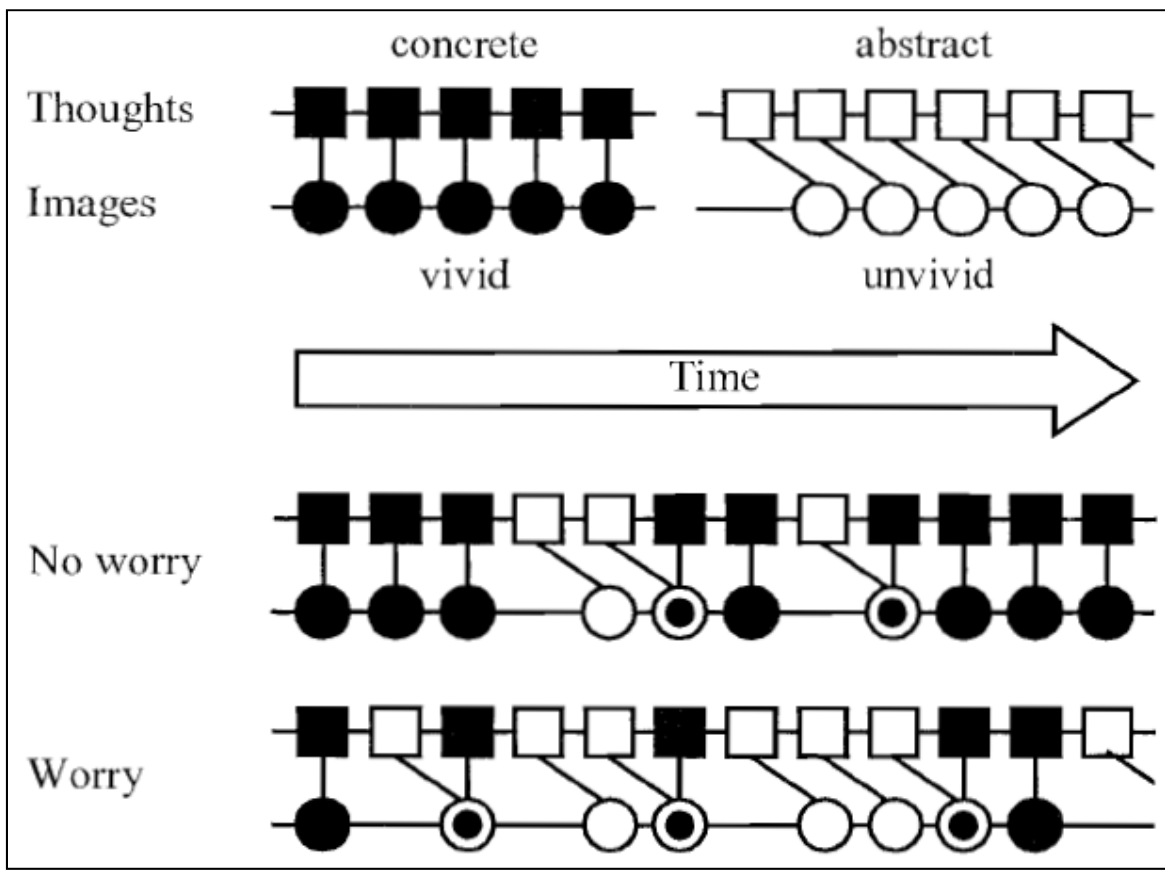 concrete abstract
Thoughts
Images
vivid unvivid
Time
No worry
Worry